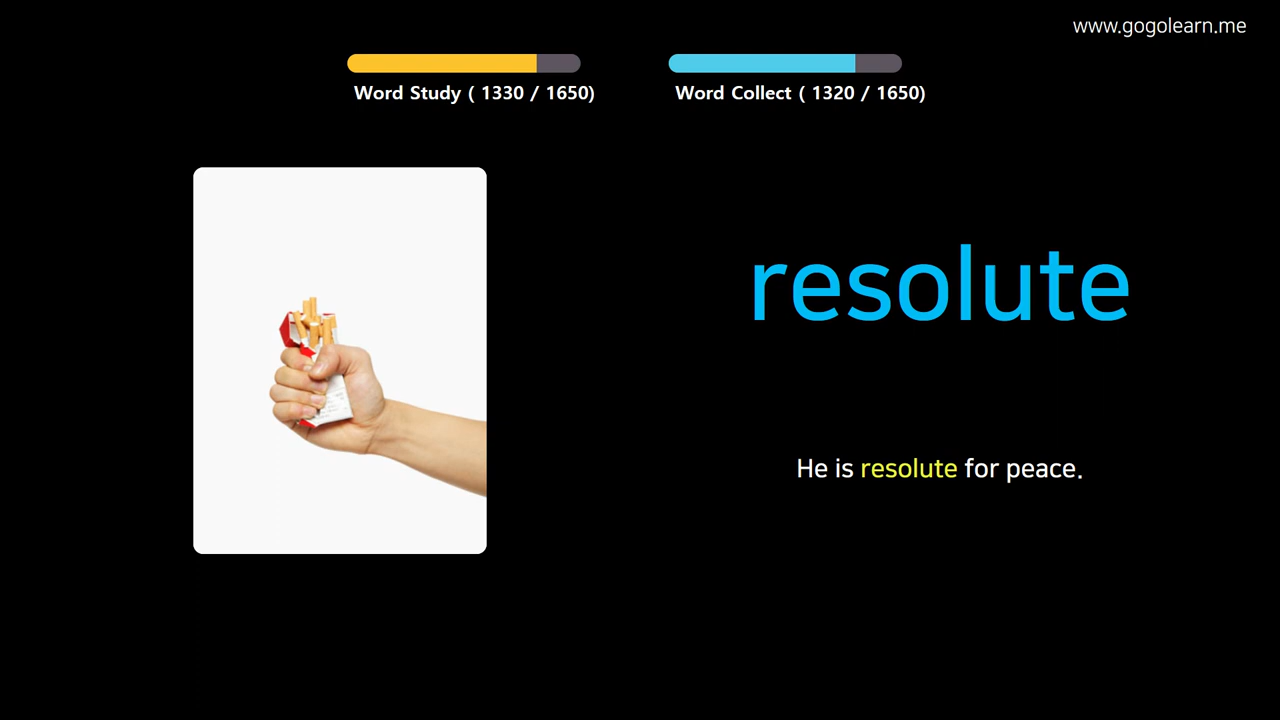 www.gogolearn.me
Word Study ( 1330 / 1650)
Word Collect ( 1320 / 1650)
resolute
He is resolute for peace.